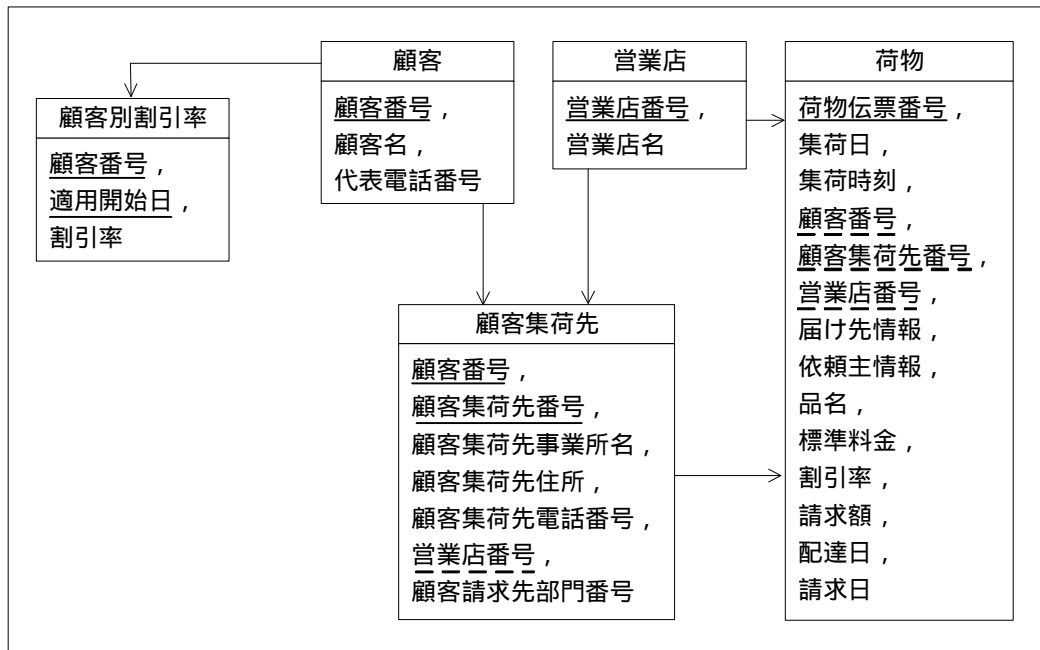 顧客
顧客番号，
顧客名，
代表電話番号
営業店
営業店番号，
営業店名
荷物
荷物伝票番号，
集荷日，
集荷時刻，
顧客番号，
顧客集荷先番号，
営業店番号，
届け先情報，
依頼主情報，
品名，
標準料金，
割引率，
請求額，
配達日，
請求日
顧客別割引率
顧客番号，
適用開始日，
割引率
顧客集荷先
顧客番号，
顧客集荷先番号，
顧客集荷先事業所名，
顧客集荷先住所，
顧客集荷先電話番号，
営業店番号，
顧客請求先部門番号